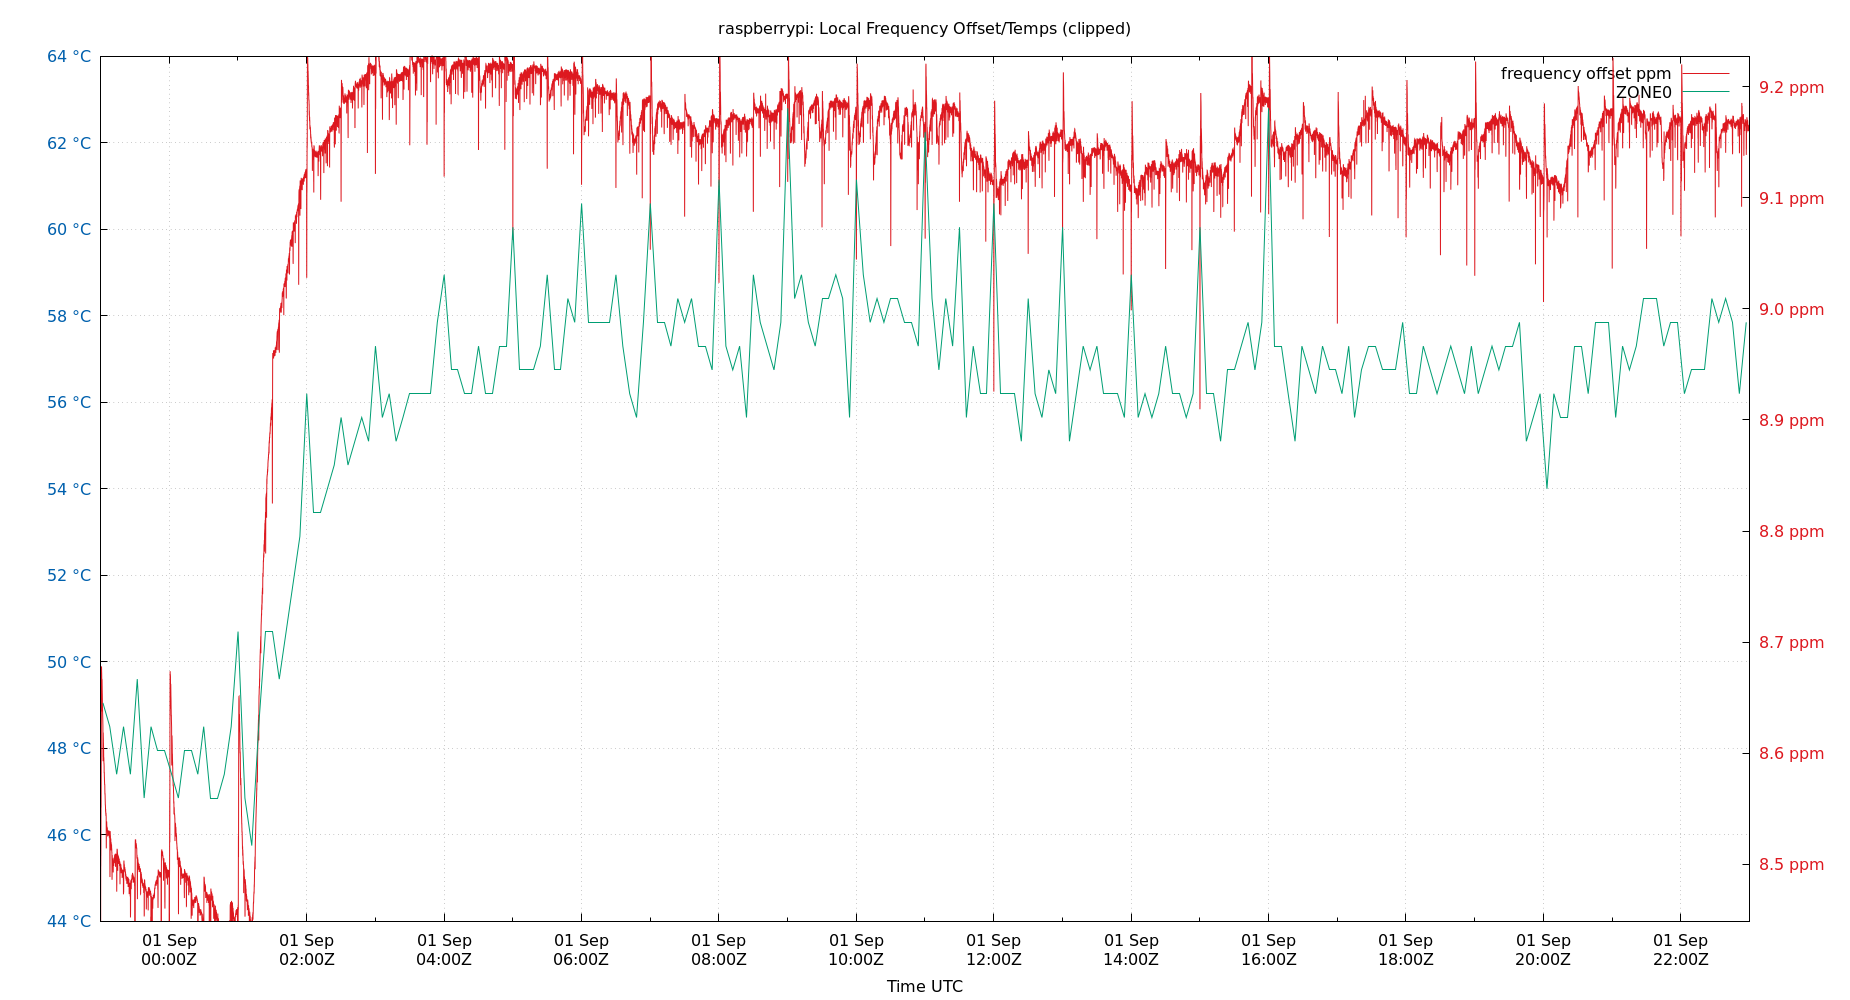 raspberrypi: Local Frequency Offset/Temps (clipped)
64 °C
62 °C
60 °C
58 °C
56 °C
54 °C
52 °C
50 °C
48 °C
46 °C
44 °C
frequency offset ppm
ZONE0
9.2 ppm
9.1 ppm
9.0 ppm
8.9 ppm
8.8 ppm
8.7 ppm
8.6 ppm
8.5 ppm
01 Sep 01 Sep 01 Sep 01 Sep 01 Sep 01 Sep 01 Sep 01 Sep 01 Sep 01 Sep 01 Sep 01 Sep
00:00Z 02:00Z 04:00Z 06:00Z 08:00Z 10:00Z 12:00Z 14:00Z 16:00Z 18:00Z 20:00Z 22:00Z
Time UTC